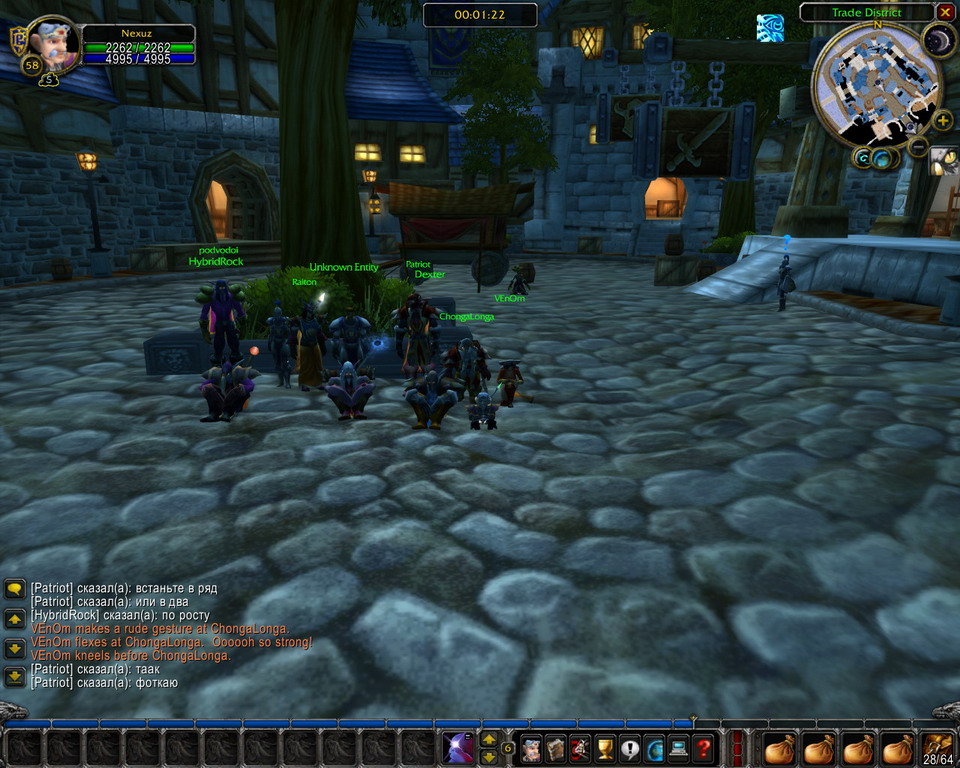 00:01:22
Trade District
N
Nexuz
2262 / 2262
4995 / 4995
58
5
podvodoi
HybridRock
Unknown Entity
Raiton
Patriot
Dexter
VEnOm
ChongaLonga
[Patriot] сказал(а): встаньте в ряд
[Patriot] сказал(а): или в два
[HybridRock] сказал(а): по росту
VEnOm makes a rude gesture at ChongaLonga.
VEnOm flexes at ChongaLonga.  Oooooh so strong!
VEnOm kneels before ChongaLonga.
[Patriot] сказал(а): таак
[Patriot] сказал(а): фоткаю
6
28/64